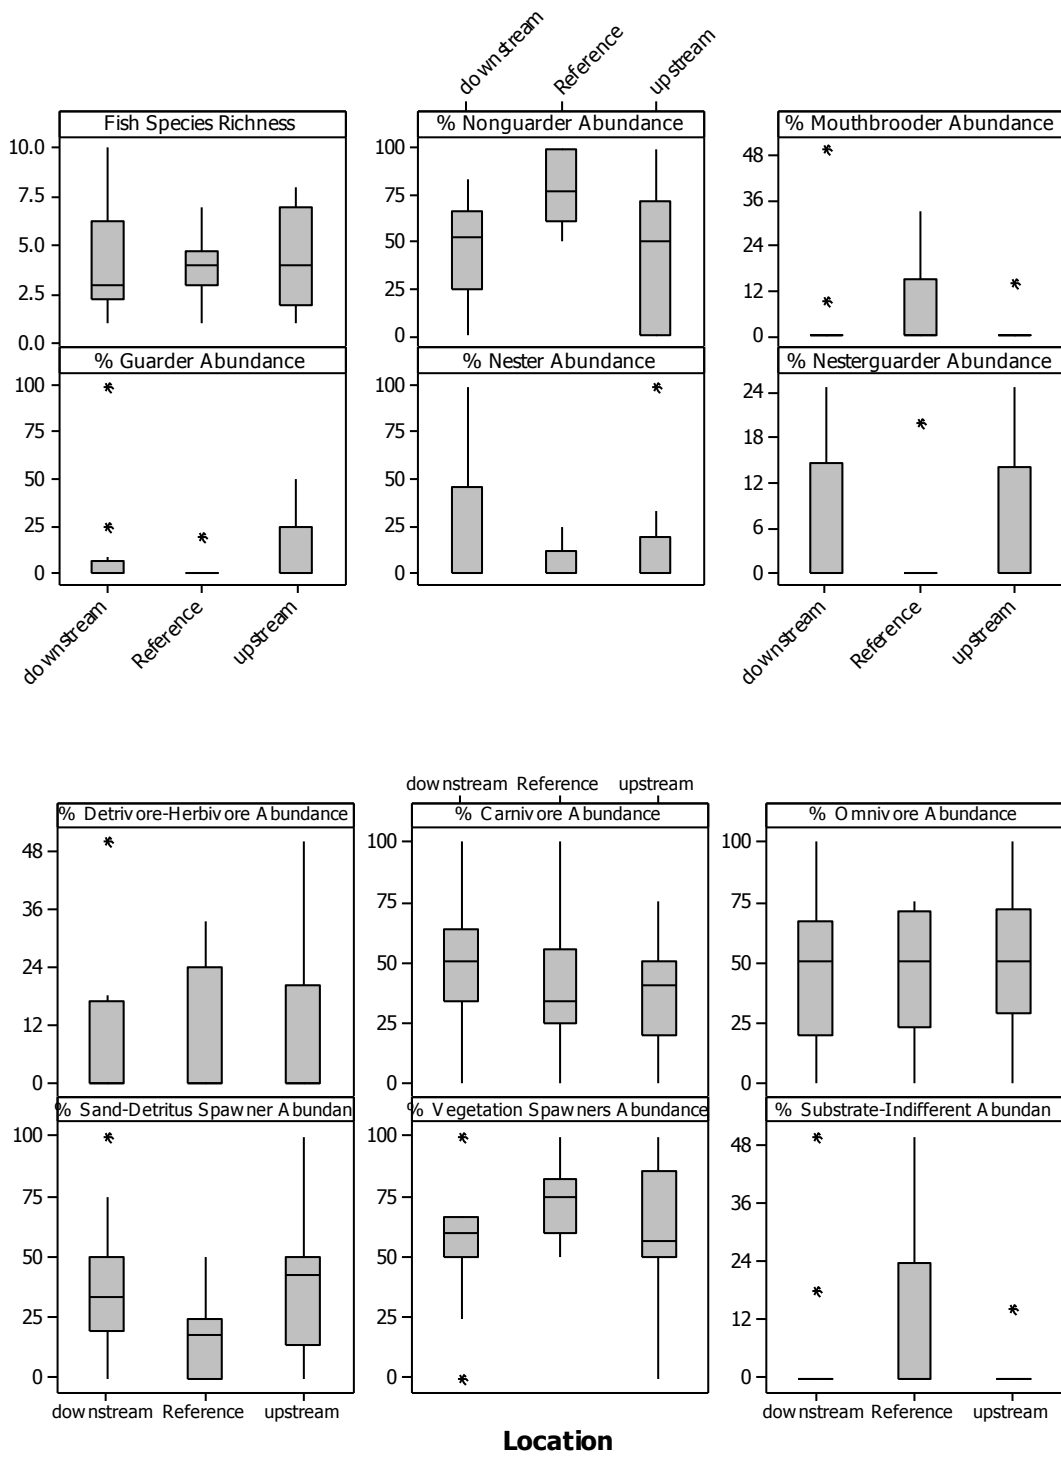 downstream Reference upstream
Fish Species Richness % Nonguarder Abundance % Mouthbrooder Abundance
10.0 100 48
7.5 75 36
5.0 50 24
2.5 25 12
0.0 0 0
% Guarder Abundance % Nester Abundance % Nesterguarder Abundance
100 100 24
75 75 18
50 50 12
25 25 6
0 0 0
downstream Reference upstream downstream Reference upstream
downstream Reference upstream
% Detrivore-Herbivore Abundance % Carnivore Abundance % Omnivore Abundance
48 100 100
36 75 75
24 50 50
12 25 25
0 0 0
% Sand-Detritus Spawner Abundan % Vegetation Spawners Abundance % Substrate-Indifferent Abundan
100 100 48
75 75 36
50 50 24
25 25 12
0 0 0
downstream Reference upstream downstream Reference upstream
Location